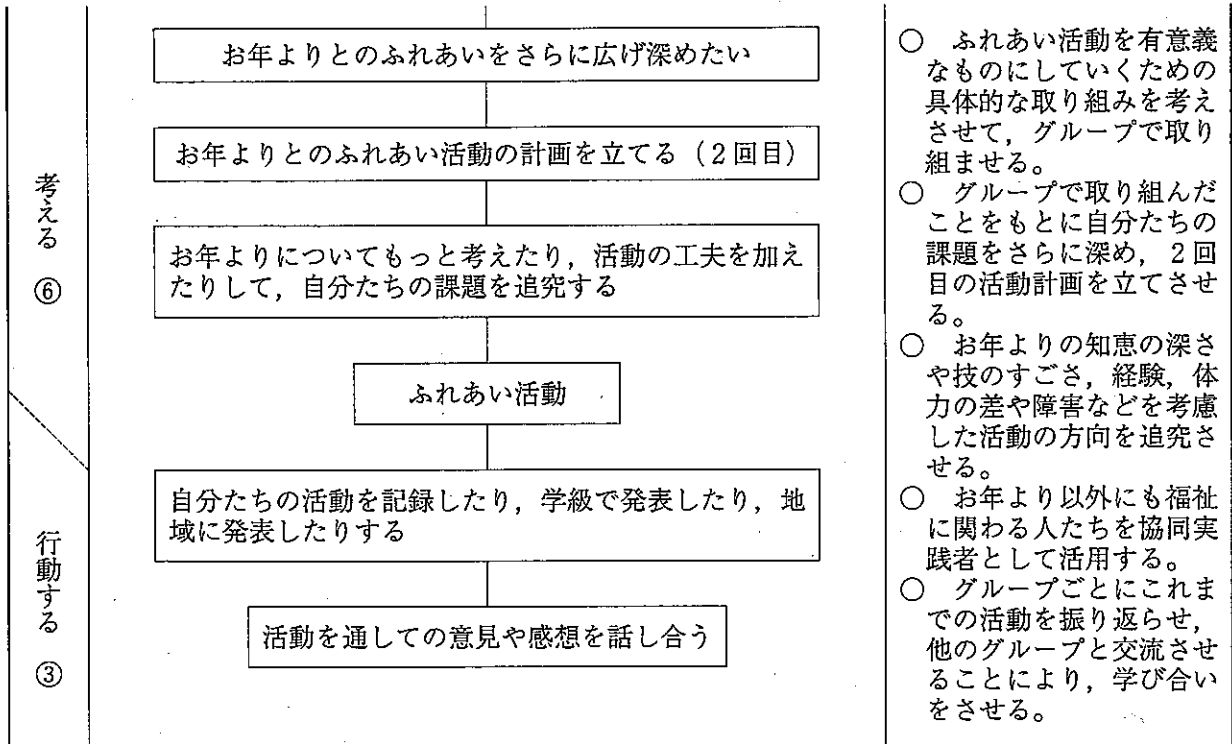 考える ⑥
行動する ③
お年よりとのふれあいをさらに広げ深めたい
お年よりとのふれあい活動の計画を立てる（2回目）
お年よりについてもっと考えたり，活動の工夫を加え
たりして，自分たちの課題を追究する
ふれあい活動
自分たちの活動を記録したり，学級で発表したり，地
域に発表したりする
活動を通しての意見や感想を話し合う
○　ふれあい活動を有意義
なものにしていくための
具体的な取り組みを考え
させて，グループで取り
組ませる。
○　グループで取り組んだ
ことをもとに自分たちの
課題をさらに深め，2回
目の活動計画を立てさせ
る。
○　お年よりの知恵の深さ
や技のすごさ，経験，体
力の差や障害などを考慮
した活動の方向を追究さ
せる。
○　お年より以外にも福祉
に関わる人たちを協同実
践者として活用する。
○　グループごとにこれま
での活動を振り返らせ，
他のグループと交流させ
ることにより，学び合い
をさせる。